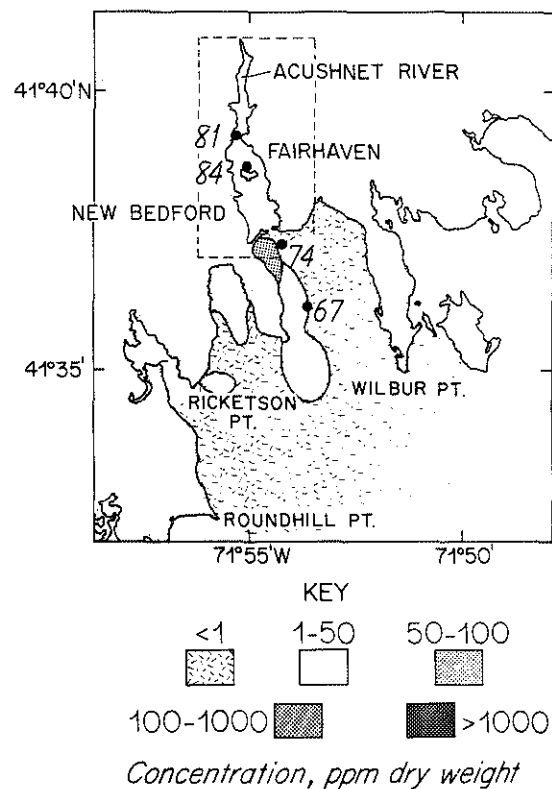 ACUSHNET RIVER
41°40'N
81
FAIRHAVEN
84
NEW BEDFORD
74
67
41°35'
WILBUR PT.
RICKETSON
PT.
ROUNDHILL PT.
71°55'W 71°50'
KEY
<1 1-50 50-100
100-1000 >1000
Concentration, ppm dry weight